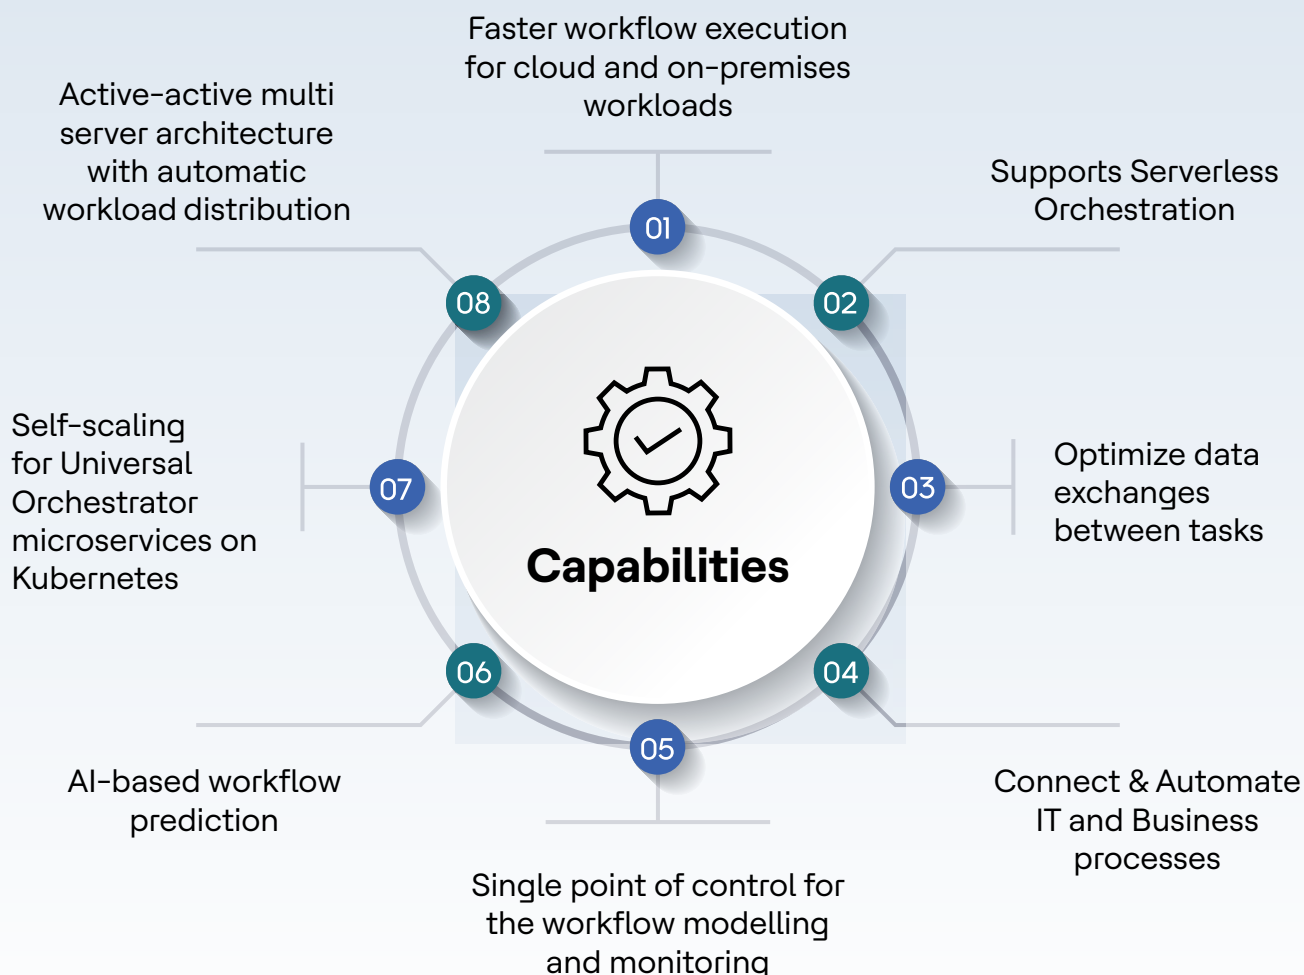 Faster workflow execution
for cloud and on-premises
workloads
01
Supports Serverless
Orchestration
02
Optimize data
exchanges
between tasks
03
Connect & Automate
IT and Business
processes
04
Single point of control for
the workflow modelling
and monitoring
05
AI-based workflow
prediction
06
Self-scaling
for Universal
Orchestrator
microservices on
Kubernetes
07
Active-active multi
server architecture
with automatic
workload distribution
08
Capabilities